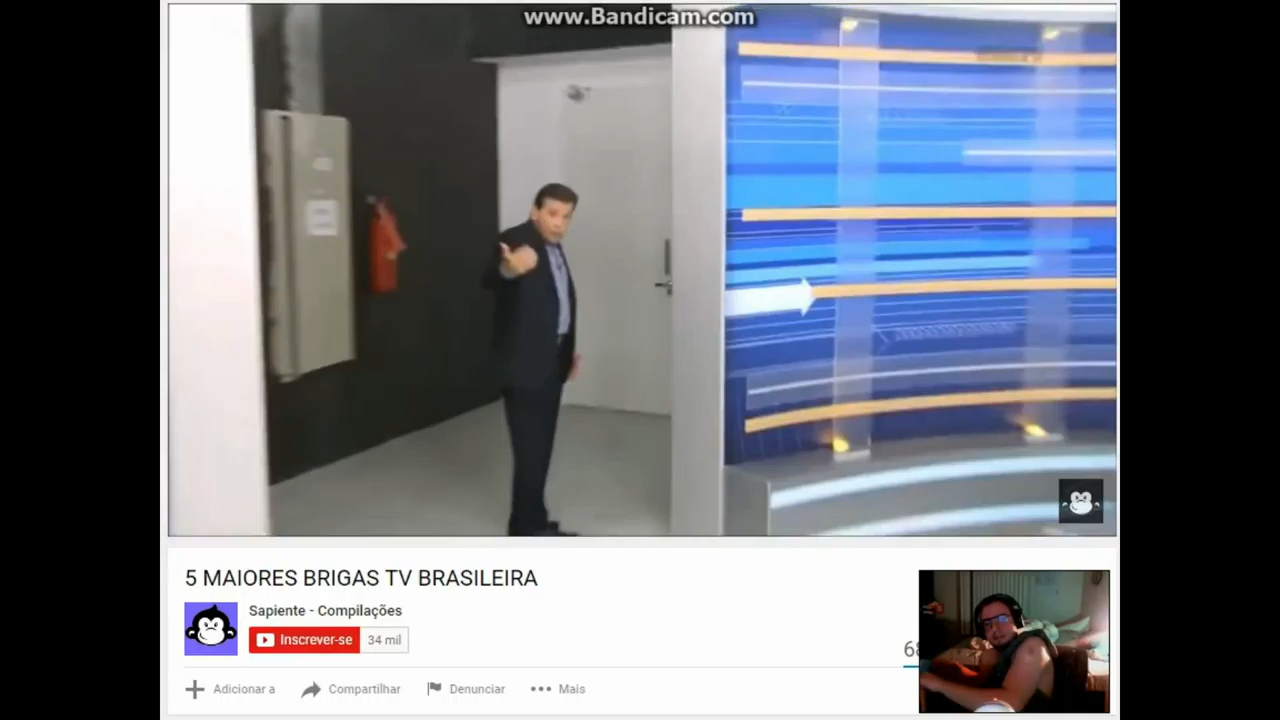 www.Bandicam.com
5 MAIORES BRIGAS TV BRASILEIRA
Sapiente - Compilações
Inscrever-se 34 mil
Adicionar a Compartilhar Denunciar Mais